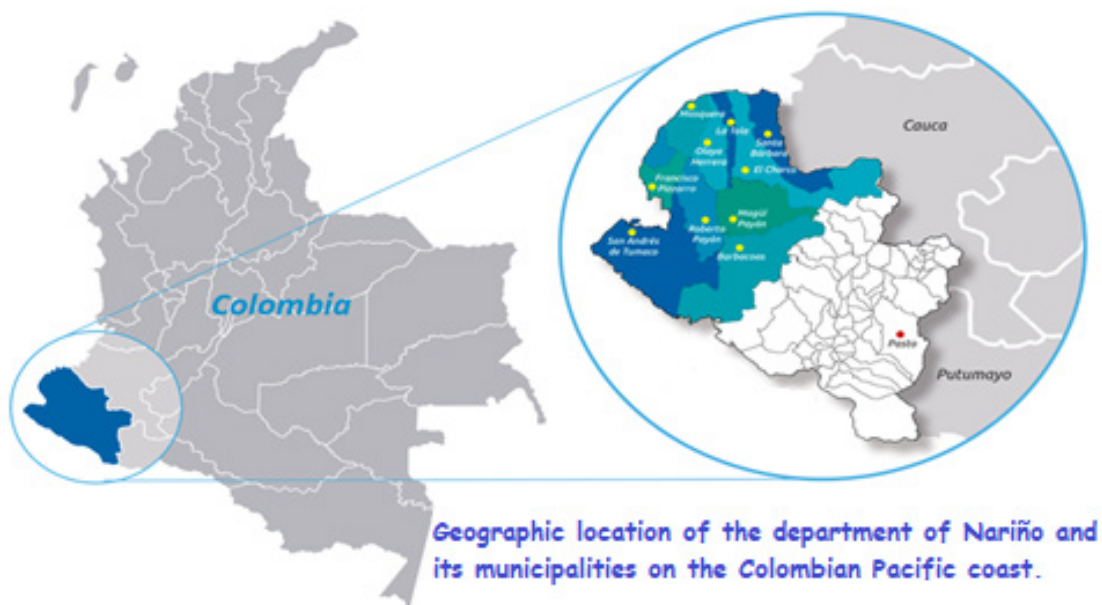 Colombia
Cauca
Putumayo
Mosquera
La Tola
Santa
Bárbara
Olaya
Herrera
El Charco
Francisco
Pizarro
Magüí
Payán
Roberto
Payán
San Andrés
de Tumaco
Barbacoas
Pasto
Geographic location of the department of Nariño and
its municipalities on the Colombian Pacific coast.